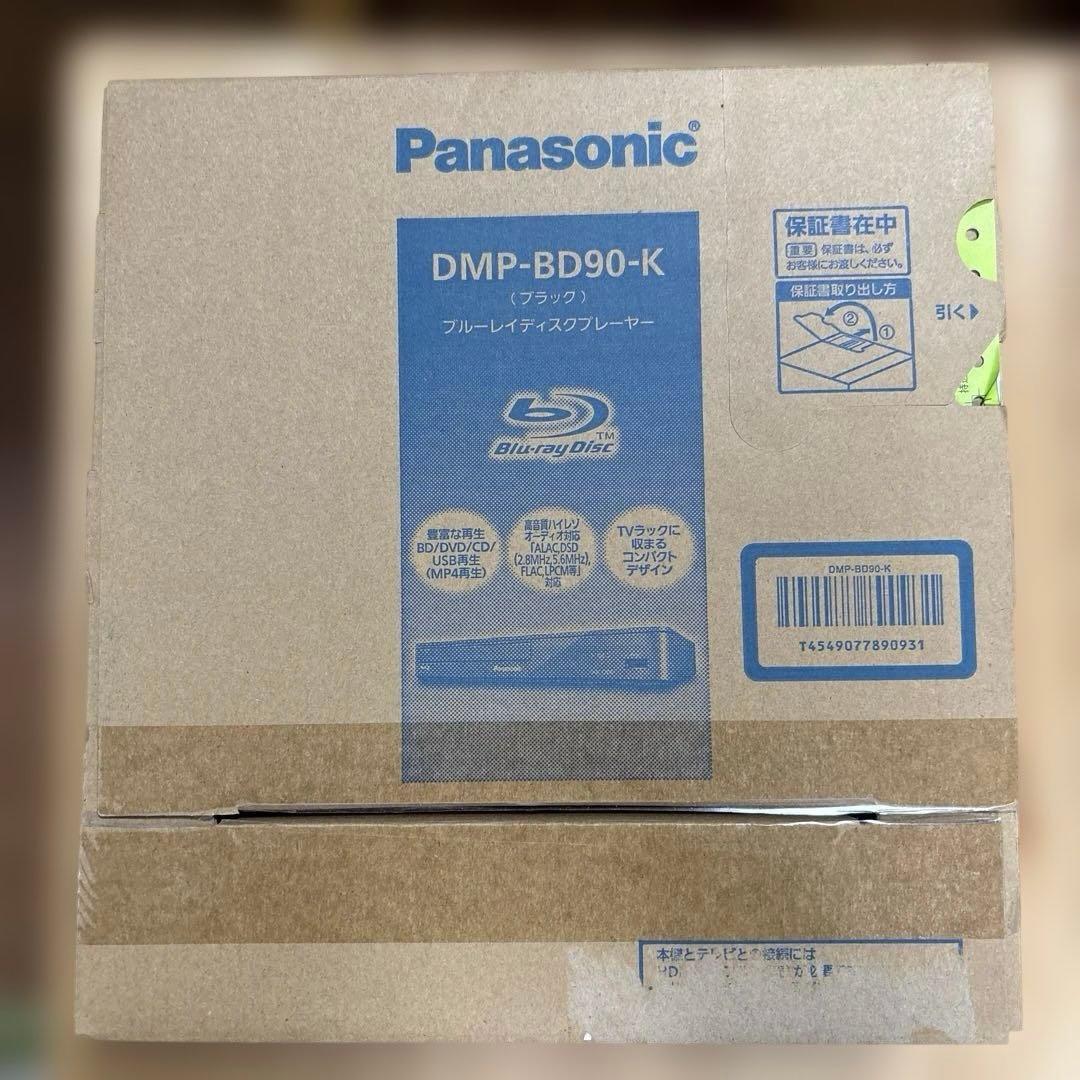 Panasonic®
DMP-BD90-K
（ブラック）
ブルーレイディスクプレーヤー
Blu-ray Disc™
豊富な再生
BD/DVD/CD/
USB再生
（MP4再生）
高音質ハイレゾ
オーディオ対応
「ALAC,DSD
(2.8MHz,5.6MHz),
FLAC,LPCM等」
対応
TVラックに
収まる
コンパクト
デザイン
Panasonic
保証書在中
重要 保証書は、必ず
お客様にお渡しください。
保証書取り出し方
②
①
引く▶
DMP-BD90-K
T4549077890931
本機とテレビとの接続には
HD